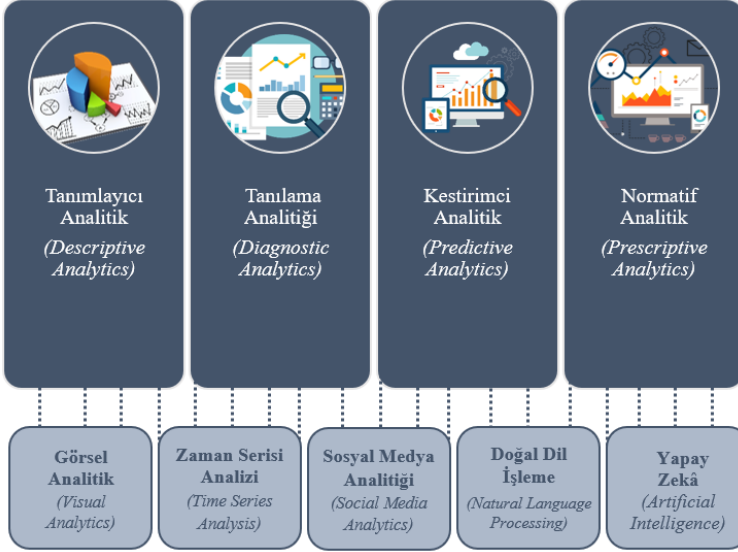 Tanımlayıcı
Analitik
(Descriptive
Analytics)
Tanılama
Analitiği
(Diagnostic
Analytics)
Kestirimci
Analitik
(Predictive
Analytics)
Normatif
Analitik
(Prescriptive
Analytics)
Görsel
Analitik
(Visual
Analytics)
Zaman Serisi
Analizi
(Time Series
Analysis)
Sosyal Medya
Analitiği
(Social Media
Analytics)
Doğal Dil
İşleme
(Natural Language
Processing)
Yapay
Zekâ
(Artificial
Intelligence)